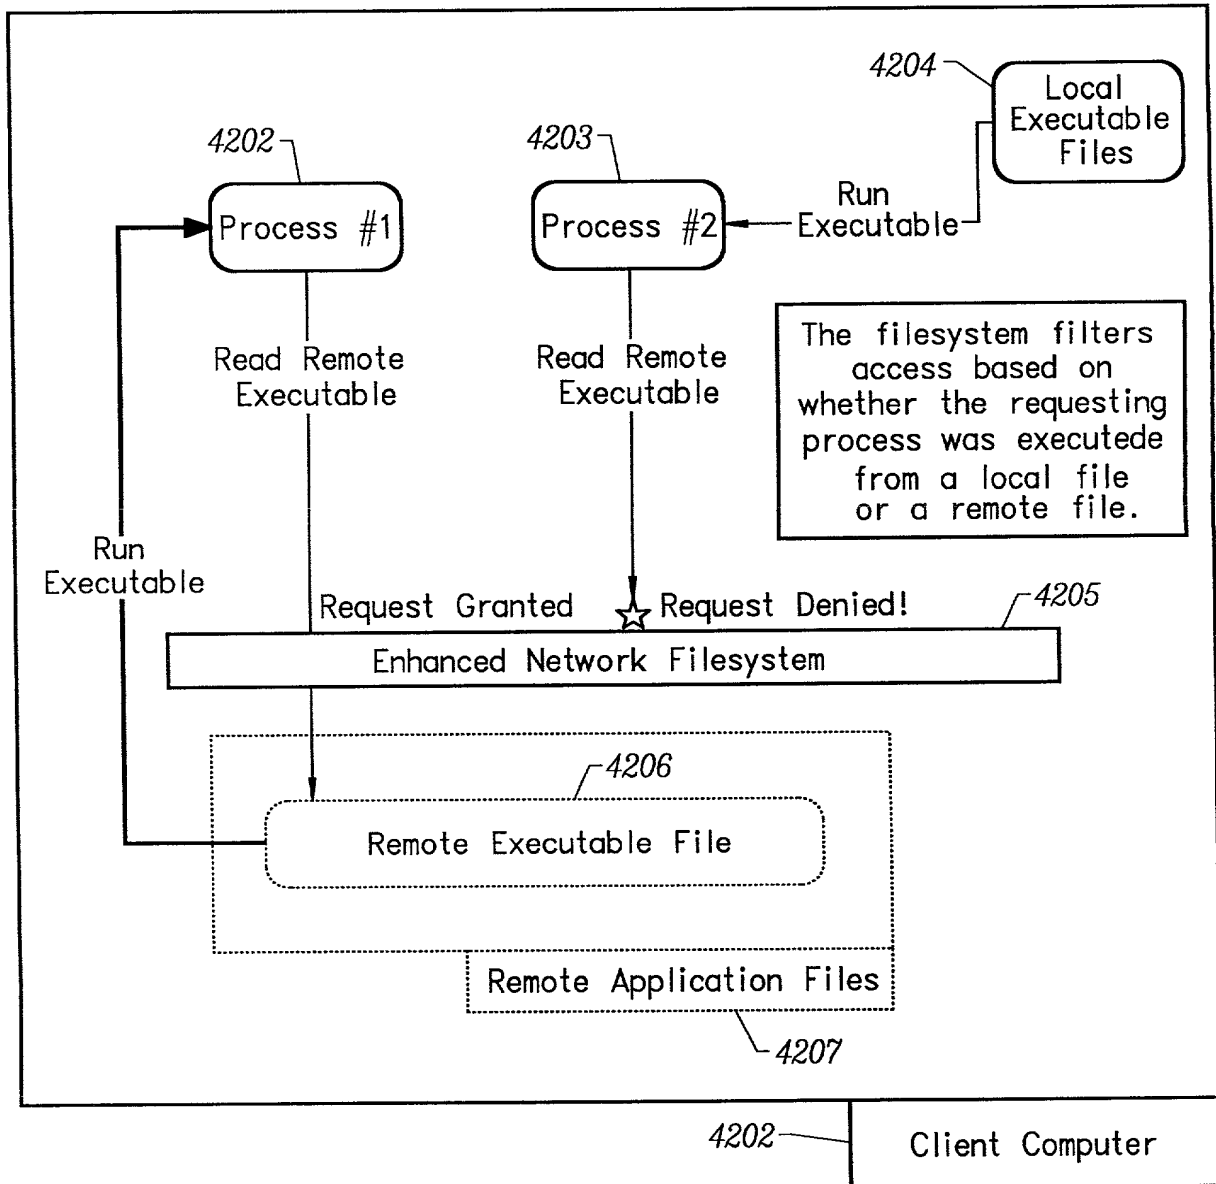 4204
Local
Executable
Files
4202
4203
Process #1
Process #2
Run
Executable
Read Remote
Executable
Read Remote
Executable
The filesystem filters
access based on
whether the requesting
process was executede
from a local file
or a remote file.
Run
Executable
Request Granted
Request Denied!
4205
Enhanced Network Filesystem
4206
Remote Executable File
Remote Application Files
4207
4202
Client Computer